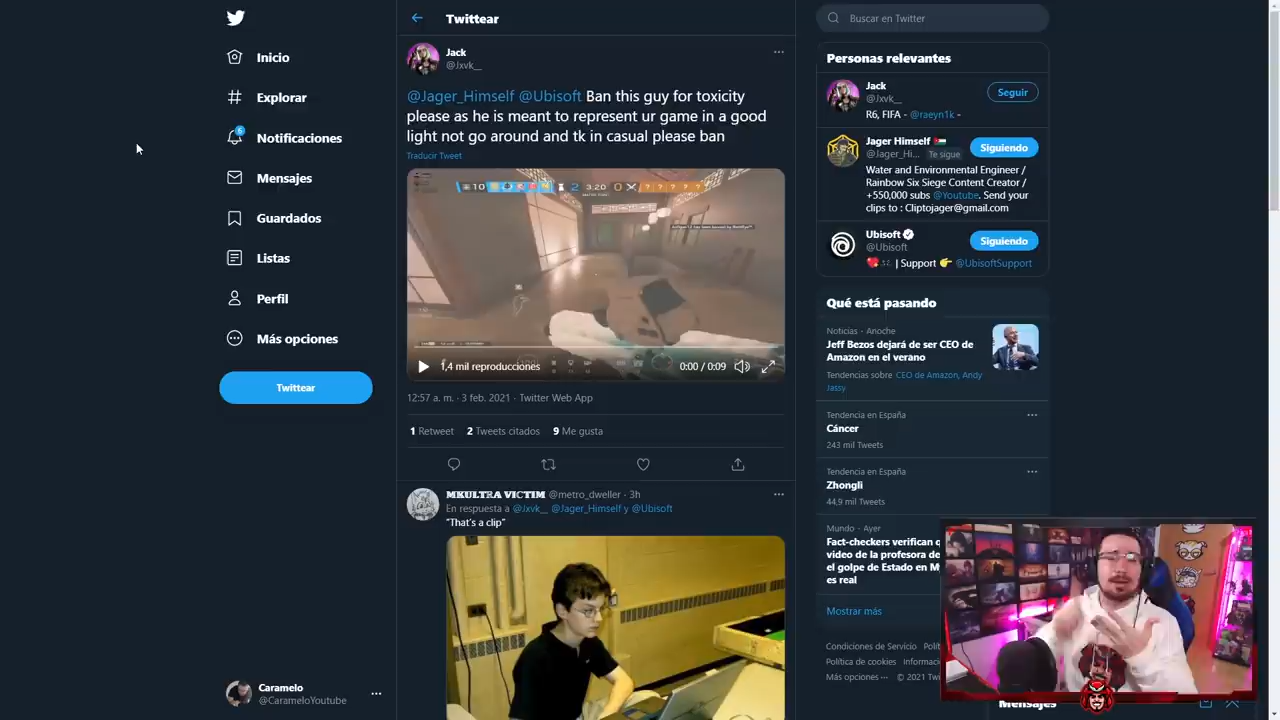 Inicio
Explorar
6
Notificaciones
Mensajes
Guardados
Listas
Perfil
Más opciones
Twittear
Caramelo
@CarameloYoutube
Twittear
Jack
@Jxvk__
@Jager_Himself @Ubisoft Ban this guy for toxicity
please as he is meant to represent ur game in a good
light not go around and tk in casual please ban
Traducir Tweet
10
2 3:20 0
1,4 mil reproducciones
0:00 / 0:09
12:57 a. m. · 3 feb. 2021 · Twitter Web App
1 Retweet 2 Tweets citados 9 Me gusta
MKULTRA VICTIM @metro_dweller · 3h
En respuesta a @Jxvk__ @Jager_Himself y @Ubisoft
"That's a clip"
Buscar en Twitter
Personas relevantes
Jack
@Jxvk__
Seguir
R6, FIFA - @raeyn1k -
Jager Himself
@Jager_Hi... Te sigue
Siguiendo
Water and Environmental Engineer /
Rainbow Six Siege Content Creator /
+550,000 subs @Youtube. Send your
clips to : Cliptojager@gmail.com
Ubisoft
@Ubisoft
Siguiendo
| Support @UbisoftSupport
Qué está pasando
Noticias · Anoche
Jeff Bezos dejará de ser CEO de
Amazon en el verano
Tendencias sobre CEO de Amazon, Andy
Jassy
Tendencia en España
Cáncer
243 mil Tweets
Tendencia en España
Zhongli
44,9 mil Tweets
Mundo · Ayer
Fact-checkers verifican q
video de la profesora de
el golpe de Estado en M
es real
Mostrar más
Condiciones de Servicio Polít
Política de cookies Informaci
Más opciones ··· © 2021 Tw
Mensajes